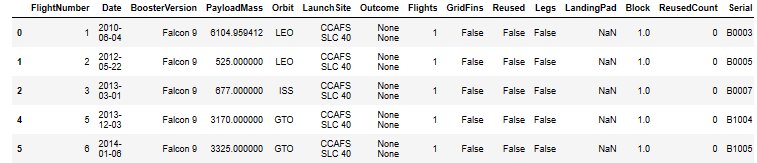 FlightNumber Date BoosterVersion PayloadMass Orbit LaunchSite Outcome Flights GridFins Reused Legs LandingPad Block ReusedCount Serial
0 1 2010-06-04 Falcon 9 6104.959412 LEO CCAFS SLC 40 None None 1 False False False NaN 1.0 0 B0003
1 2 2012-05-22 Falcon 9 525.000000 LEO CCAFS SLC 40 None None 1 False False False NaN 1.0 0 B0005
2 3 2013-03-01 Falcon 9 677.000000 ISS CCAFS SLC 40 None None 1 False False False NaN 1.0 0 B0007
4 5 2013-12-03 Falcon 9 3170.000000 GTO CCAFS SLC 40 None None 1 False False False NaN 1.0 0 B1004
5 6 2014-01-06 Falcon 9 3325.000000 GTO CCAFS SLC 40 None None 1 False False False NaN 1.0 0 B1005